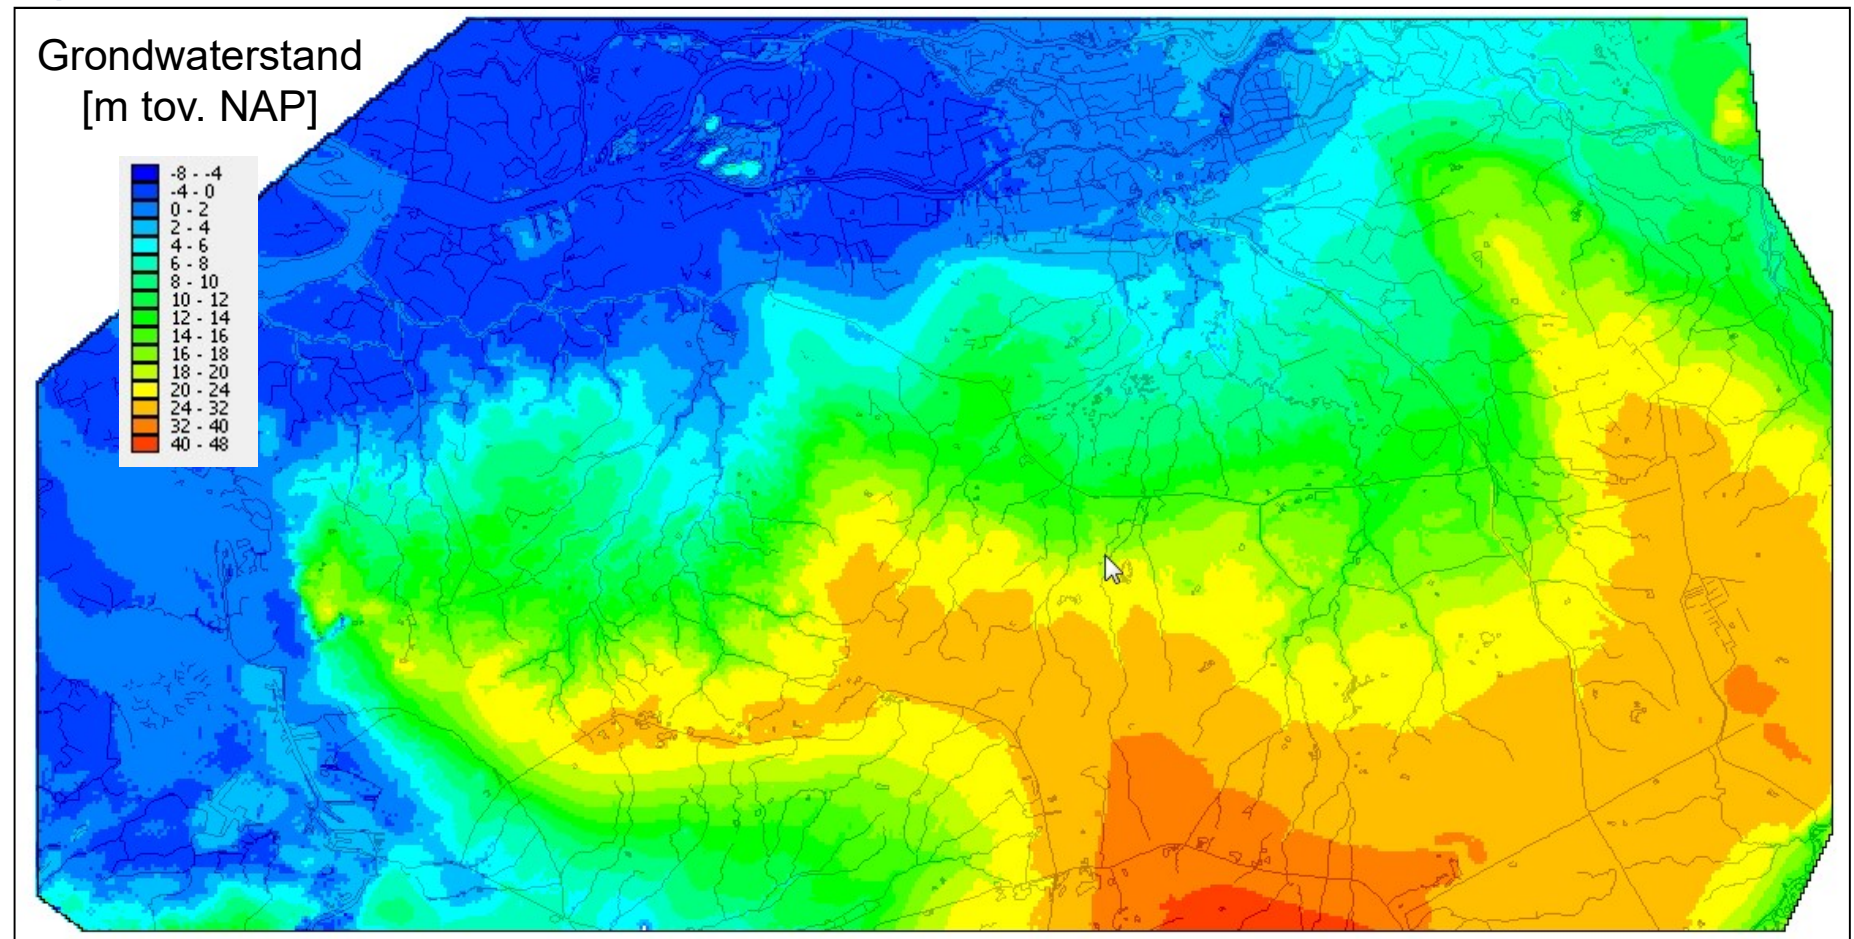 Grondwaterstand
[m tov. NAP]
-8 - -4
-4 - 0
0 - 2
2 - 4
4 - 6
6 - 8
8 - 10
10 - 12
12 - 14
14 - 16
16 - 18
18 - 20
20 - 24
24 - 32
32 - 40
40 - 48